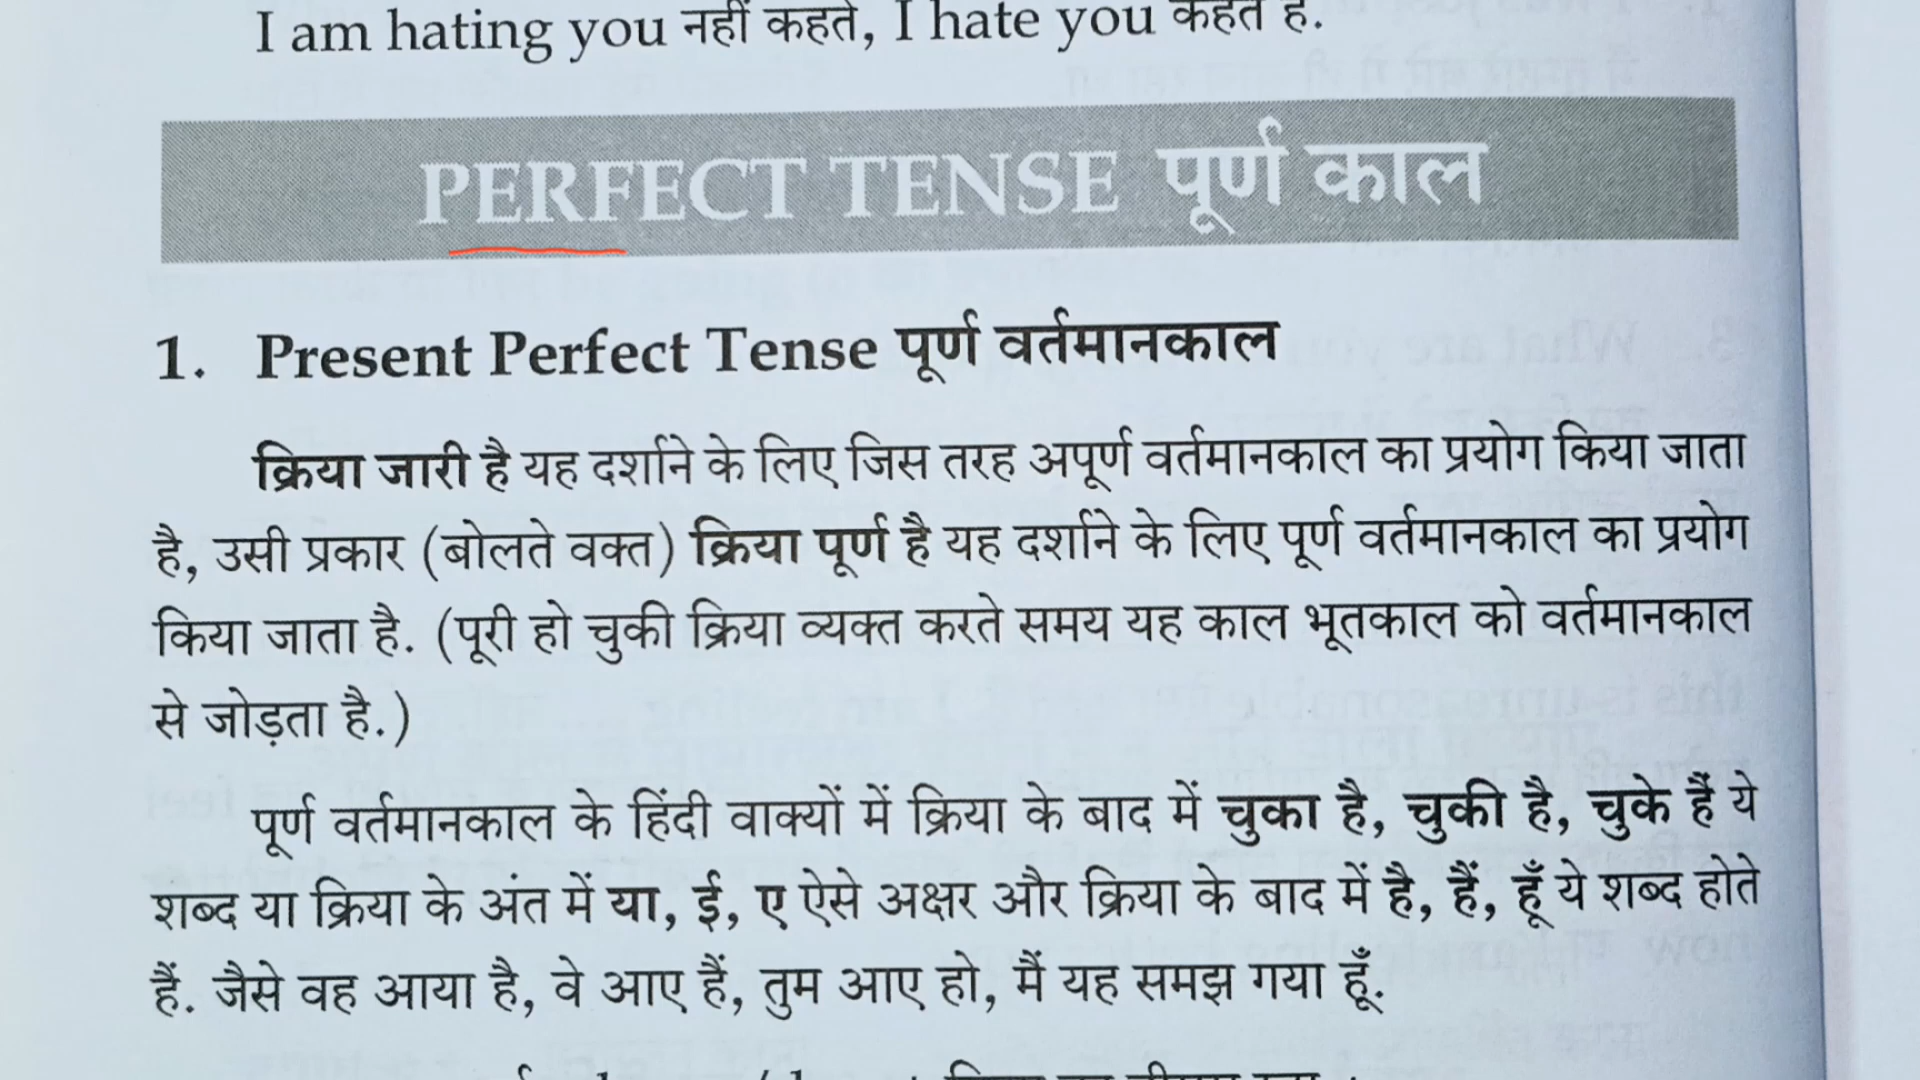 I am hating you नहीं कहते, I hate you कहते हैं.
PERFECT TENSE पूर्ण काल
1. Present Perfect Tense पूर्ण वर्तमानकाल
क्रिया जारी है यह दर्शाने के लिए जिस तरह अपूर्ण वर्तमानकाल का प्रयोग किया जाता
है, उसी प्रकार (बोलते वक्त) क्रिया पूर्ण है यह दर्शाने के लिए पूर्ण वर्तमानकाल का प्रयोग
किया जाता है. (पूरी हो चुकी क्रिया व्यक्त करते समय यह काल भूतकाल को वर्तमानकाल
से जोड़ता है.)
पूर्ण वर्तमानकाल के हिंदी वाक्यों में क्रिया के बाद में चुका है, चुकी है, चुके हैं ये
शब्द या क्रिया के अंत में या, ई, ए ऐसे अक्षर और क्रिया के बाद में है, हैं, हूँ ये शब्द होते
हैं. जैसे वह आया है, वे आए हैं, तुम आए हो, मैं यह समझ गया हूँ.